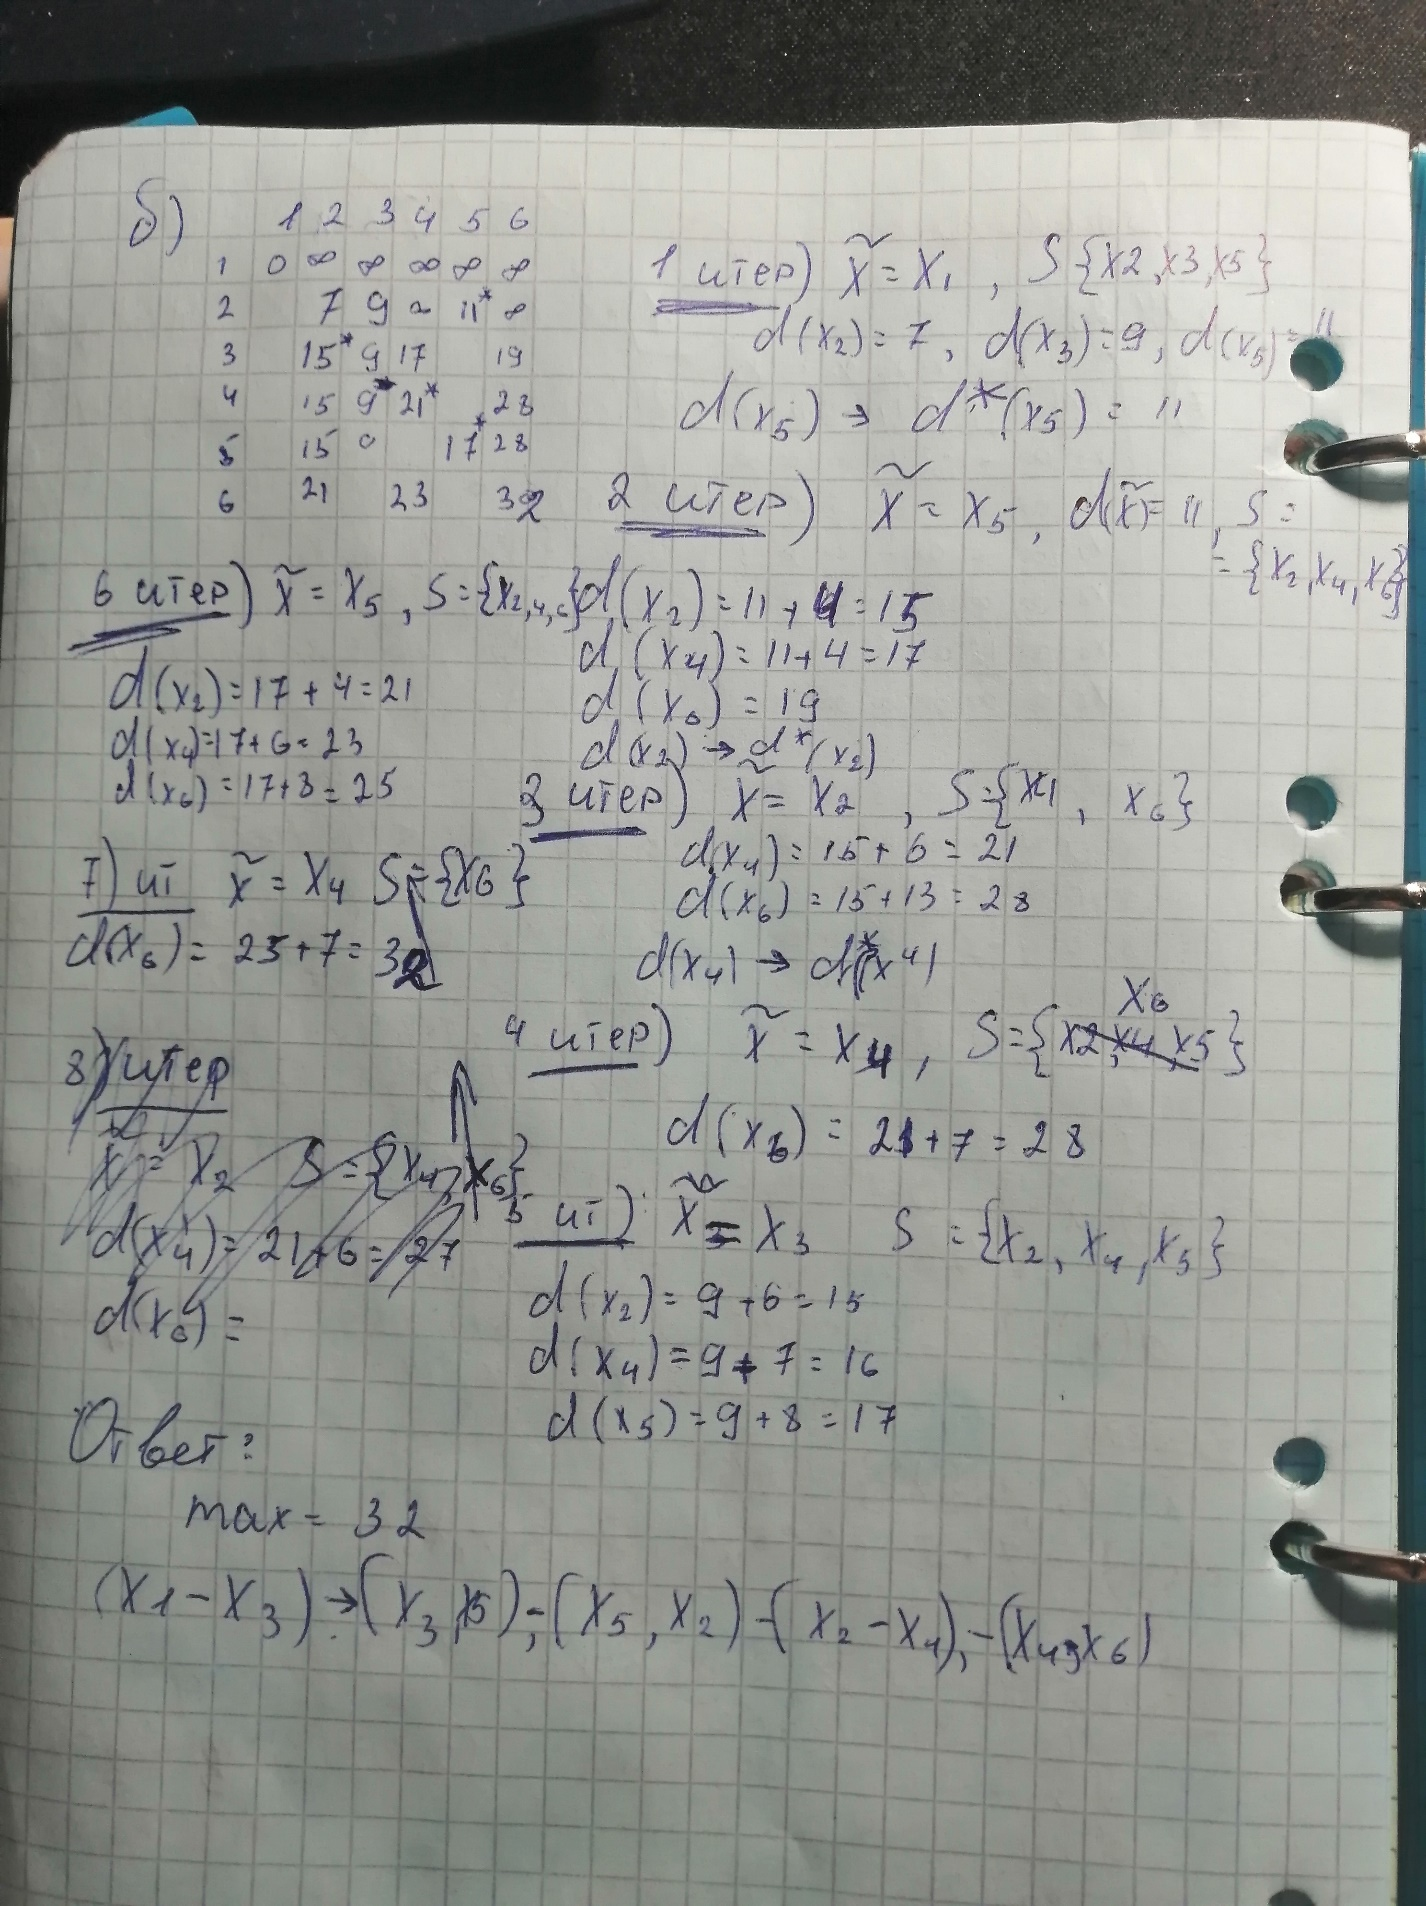 б)
1 2 3 4 5 6
1 0 ∞ ∞ ∞ ∞ ∞
2 7 9 ∞ 11* ∞
3 15* 9 17 19
4 15 9 21* 28
5 15 9 17* 28
6 21 23 32
1 итер) x̃ = x1 , S{x2,x3,x5}
d(x2) = 7, d(x3)=9, d(x5)=11
d(x5) → d*(x5) = 11
2 итер) x̃ = x5, d(x̃)= 11, S=
={x2,x4,x6}
d(x2)=11+4=15
d(x4)=11+4=17
d(x6)=19
d(x2)→d*(x2)
3 итер) x̃ = x2 , S={x4, x6}
d(x4)=15+6=21
d(x6)=15+13=28
d(x4) → d*(x4)
4 итер) x̃ = x4, S={x2,x4,x5}
x6
d(x6) = 21+7=28
5 ит) x̃ = x3 S={x2, x4, x5}
d(x2)=9+6=15
d(x4)=9+7=16
d(x5)=9+8=17
6 итер) x̃ = x5, S={x2,4,6}
d(x2)=17+4=21
d(x4)=17+6=23
d(x6)=17+8=25
7) ит x̃ = x4 S={x6}
d(x6)= 25+7=32
8) итер
x̃ = x2 S={x4, x6}
d(x4)=21+6=27
d(x6)=
Ответ:
max = 32
(x1-x3)→(x3,x5);-(x5,x2)-(x2-x4);-(x4,x6)